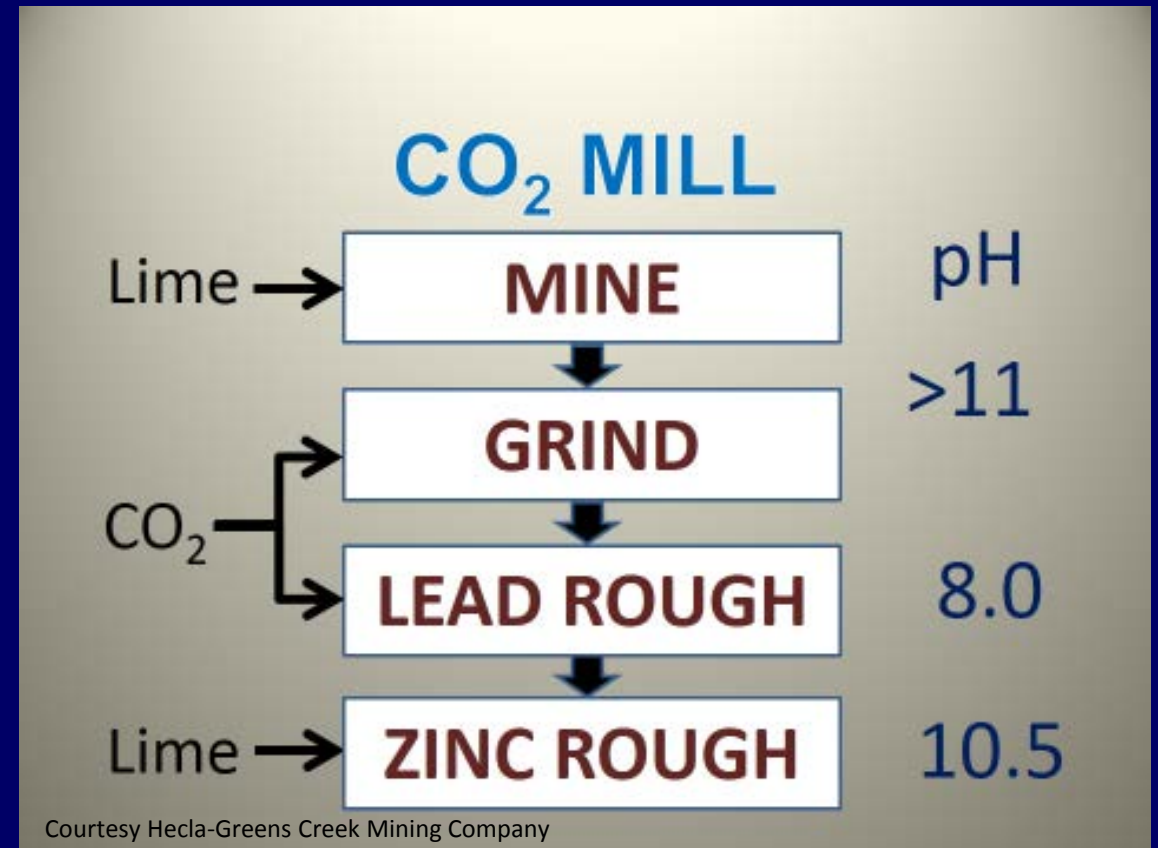 CO₂ MILL
Lime
MINE
pH
>11
GRIND
CO₂
LEAD ROUGH
8.0
Lime
ZINC ROUGH
10.5
Courtesy Hecla-Greens Creek Mining Company